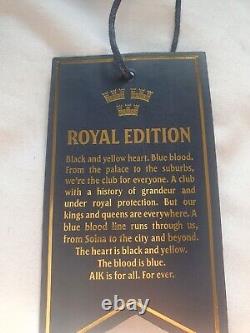 ROYAL EDITION
Black and yellow heart. Blue blood.
From the palace to the suburbs,
we're the club for everyone. A club
with a history of grandeur and
under royal protection. But our
kings and queens are everywhere. A
blue blood line runs through us,
from Solna to the city and beyond.
The heart is black and yellow.
The blood is blue.
AIK is for all. For ever.